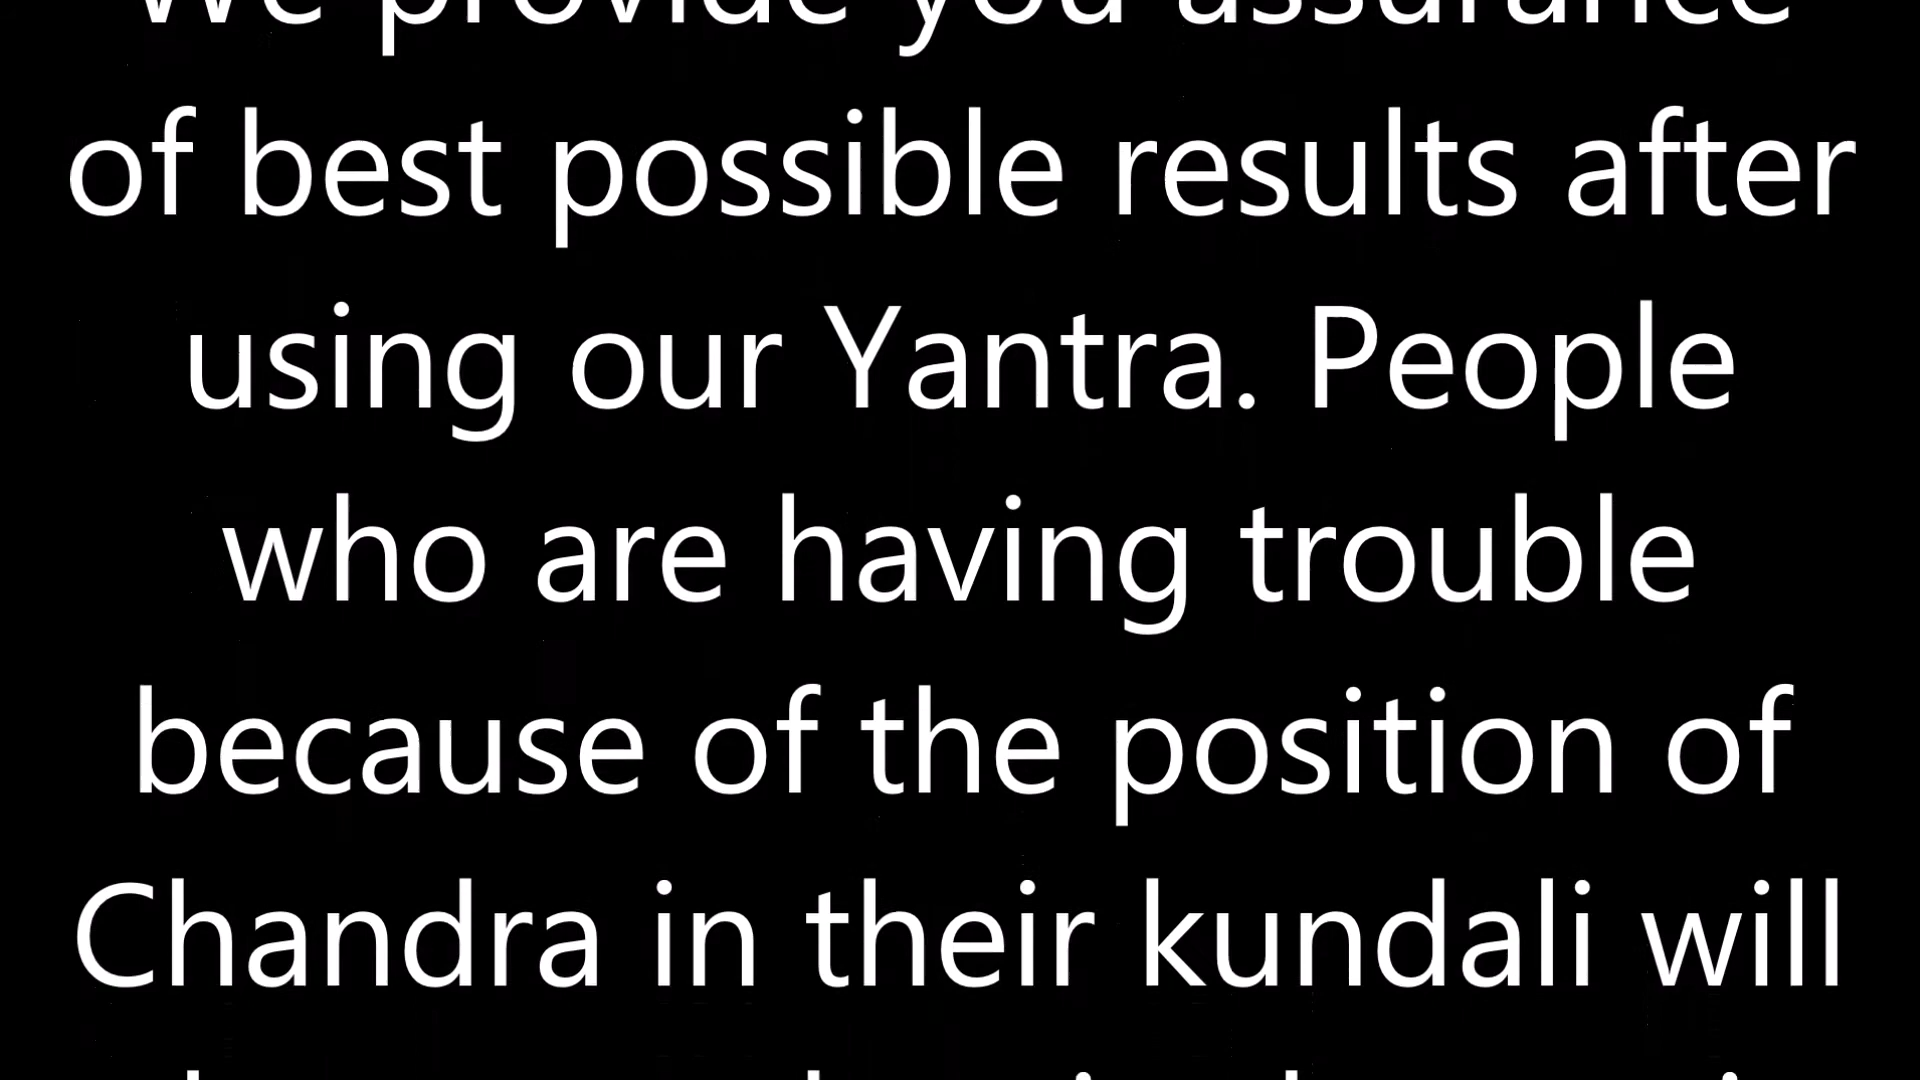 We provide you assurance
of best possible results after
using our Yantra. People
who are having trouble
because of the position of
Chandra in their kundali will